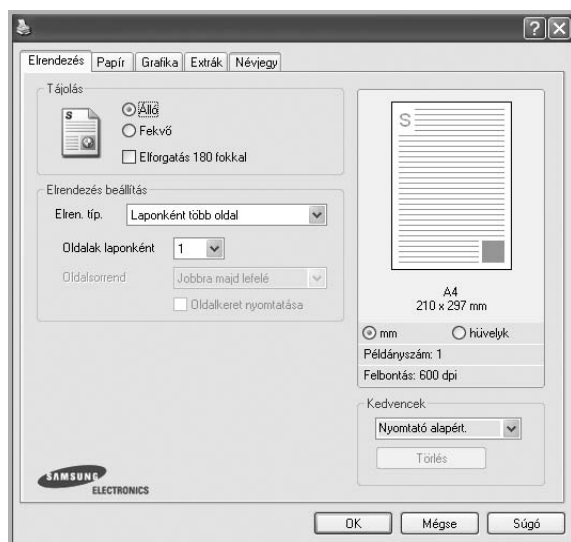 Elrendezés Papír Grafika Extrák Névjegy
Tájolás
S
Álló
Fekvő
Elforgatás 180 fokkal
Elrendezés beállítás
Elren. típ. Laponként több oldal
Oldalak laponként 1
Oldalsorrend Jobbra majd lefelé
Oldalkeret nyomtatása
S
A4
210 x 297 mm
mm hüvelyk
Példányszám: 1
Felbontás: 600 dpi
Kedvencek
Nyomtató alapért.
Törlés
SAMSUNG
ELECTRONICS
OK Mégse Súgó